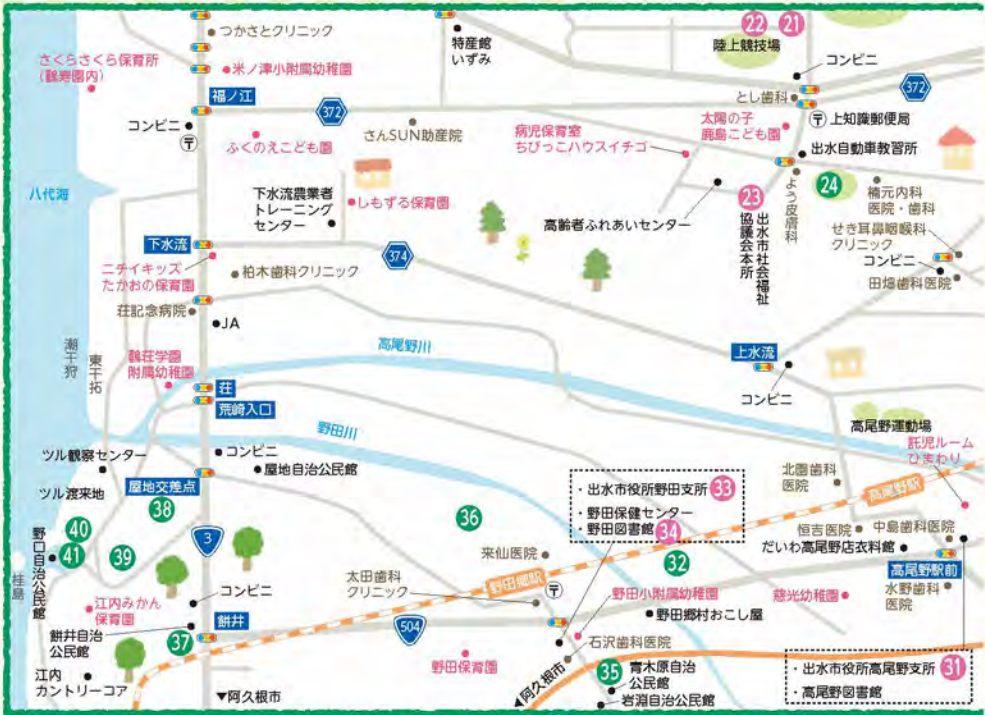 つかさとクリニック
特産館
いずみ
22
21
陸上競技場
コンビニ
さくらさくら保育所
(鶴寿園内)
米ノ津小附属幼稚園
福ノ江
372
とし歯科
372
コンビニ
〒
さんSUN助産院
ふくのえこども園
病児保育室
ちびっこハウスイチゴ
太陽の子
鹿島こども園
〒上知識郵便局
出水自動車教習所
八代海
下水流農業者
トレーニング
センター
しもずる保育園
高齢者ふれあいセンター
23
出水市社会福祉
協議会本所
よう皮膚科
24
楠元内科
医院・歯科
せき耳鼻咽喉科
クリニック
コンビニ
田畑歯科医院
下水流
374
ニチイキッズ
たかおの保育園
柏木歯科クリニック
荘記念病院
JA
潮干狩
東干拓
鶴荘学園
附属幼稚園
高尾野川
上水流
コンビニ
荘
荒崎入口
野田川
高尾野運動場
託児ルーム
ひまわり
ツル観察センター
コンビニ
屋地自治公民館
ツル渡来地
屋地交差点
38
・出水市役所野田支所 33
・野田保健センター
・野田図書館 34
北園歯科
医院
高尾野駅
40
41
39
野口自治公民館
3
36
来仙医院
32
恒吉医院
中島歯科医院
だいわ高尾野店衣料館
桂島
江内みかん
保育園
コンビニ
太田歯科
クリニック
野田郷駅
〒
野田小附属幼稚園
慈光幼稚園
高尾野駅前
水野歯科
医院
餅井自治
公民館
37
餅井
504
野田郷村おこし屋
石沢歯科医院
野田保育園
江内
カントリーコア
▼阿久根市
▲阿久根市
35
青木原自治
公民館
岩淵自治公民館
・出水市役所高尾野支所 31
・高尾野図書館